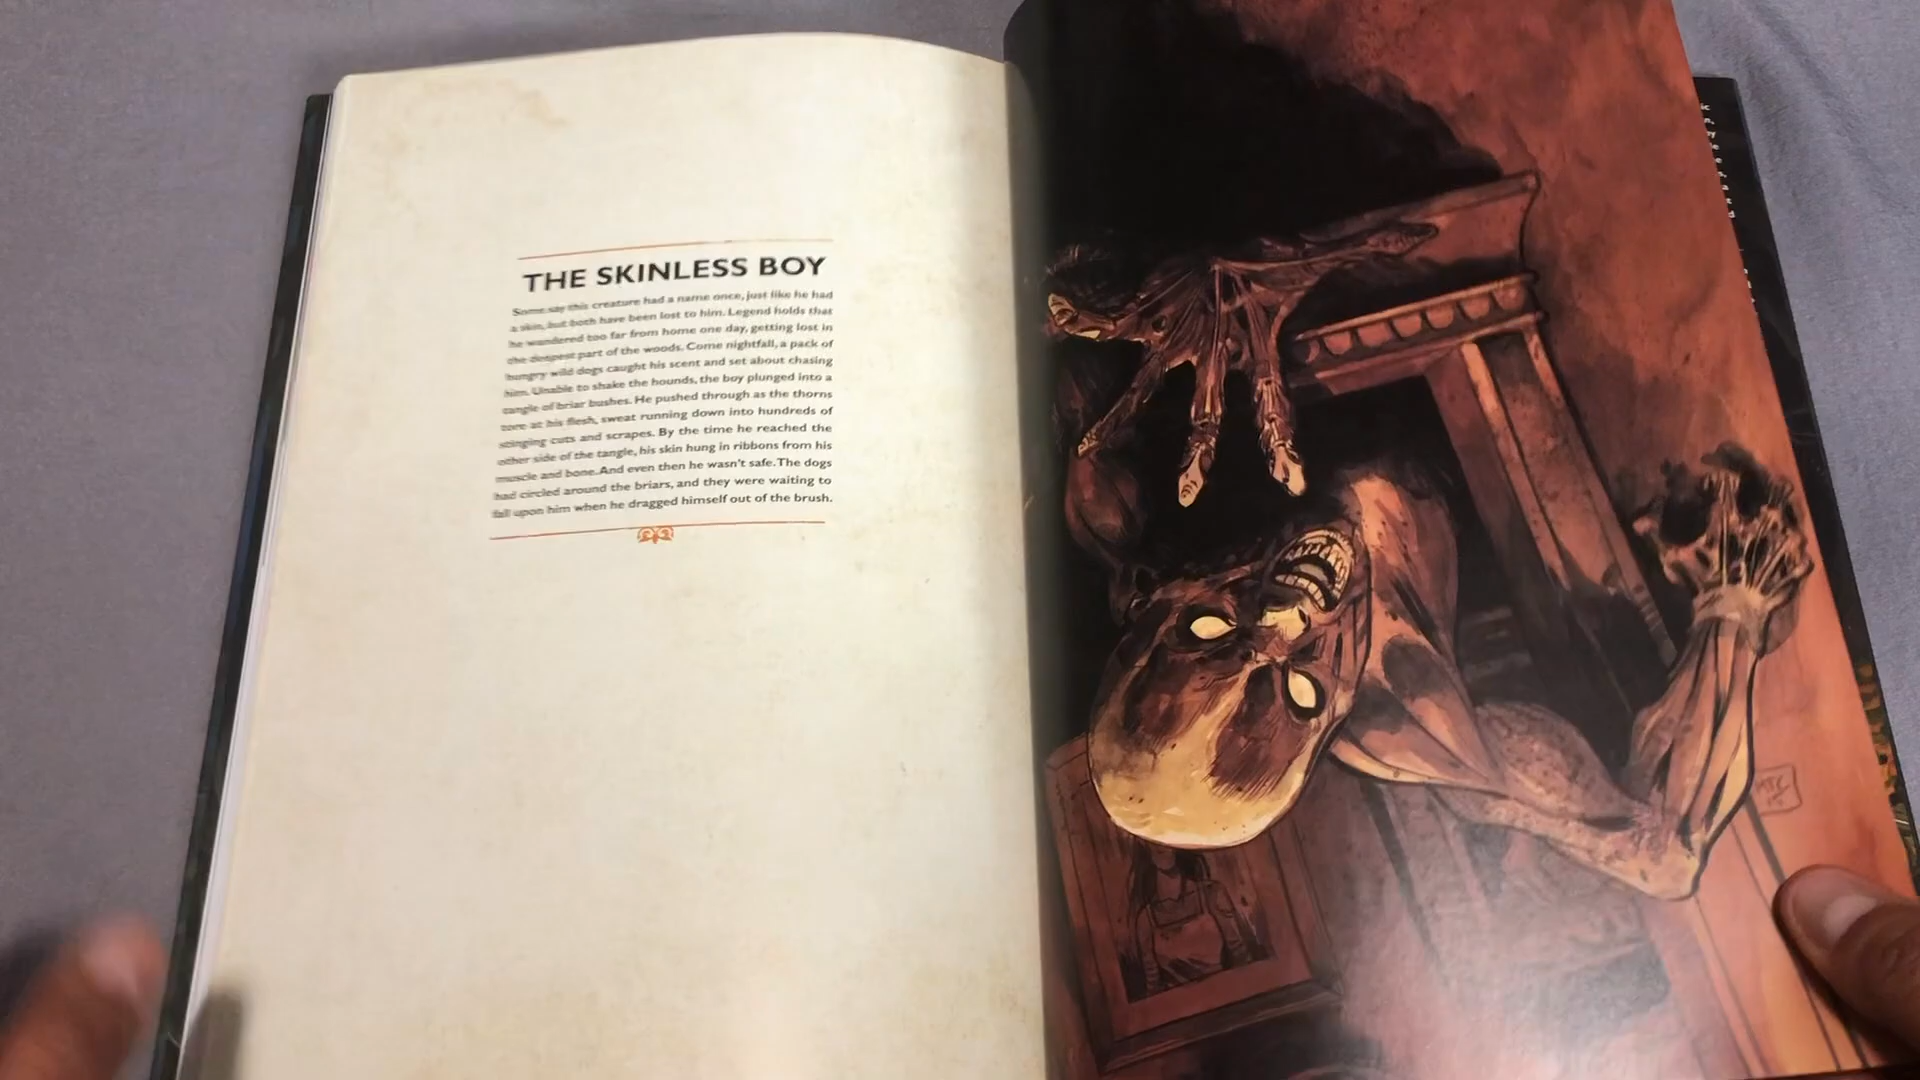 THE SKINLESS BOY
Some say this creature had a name once, just like he had
a skin, but both have been lost to him. Legend holds that
he wandered too far from home one day, getting lost in
the deepest part of the woods. Come nightfall, a pack of
hungry wild dogs caught his scent and set about chasing
him. Unable to shake the hounds, the boy plunged into a
tangle of briar bushes. He pushed through as the thorns
tore at his flesh, sweat running down into hundreds of
stinging cuts and scrapes. By the time he reached the
other side of the tangle, his skin hung in ribbons from his
muscle and bone. And even then he wasn't safe. The dogs
had circled around the briars, and they were waiting to
fall upon him when he dragged himself out of the brush.